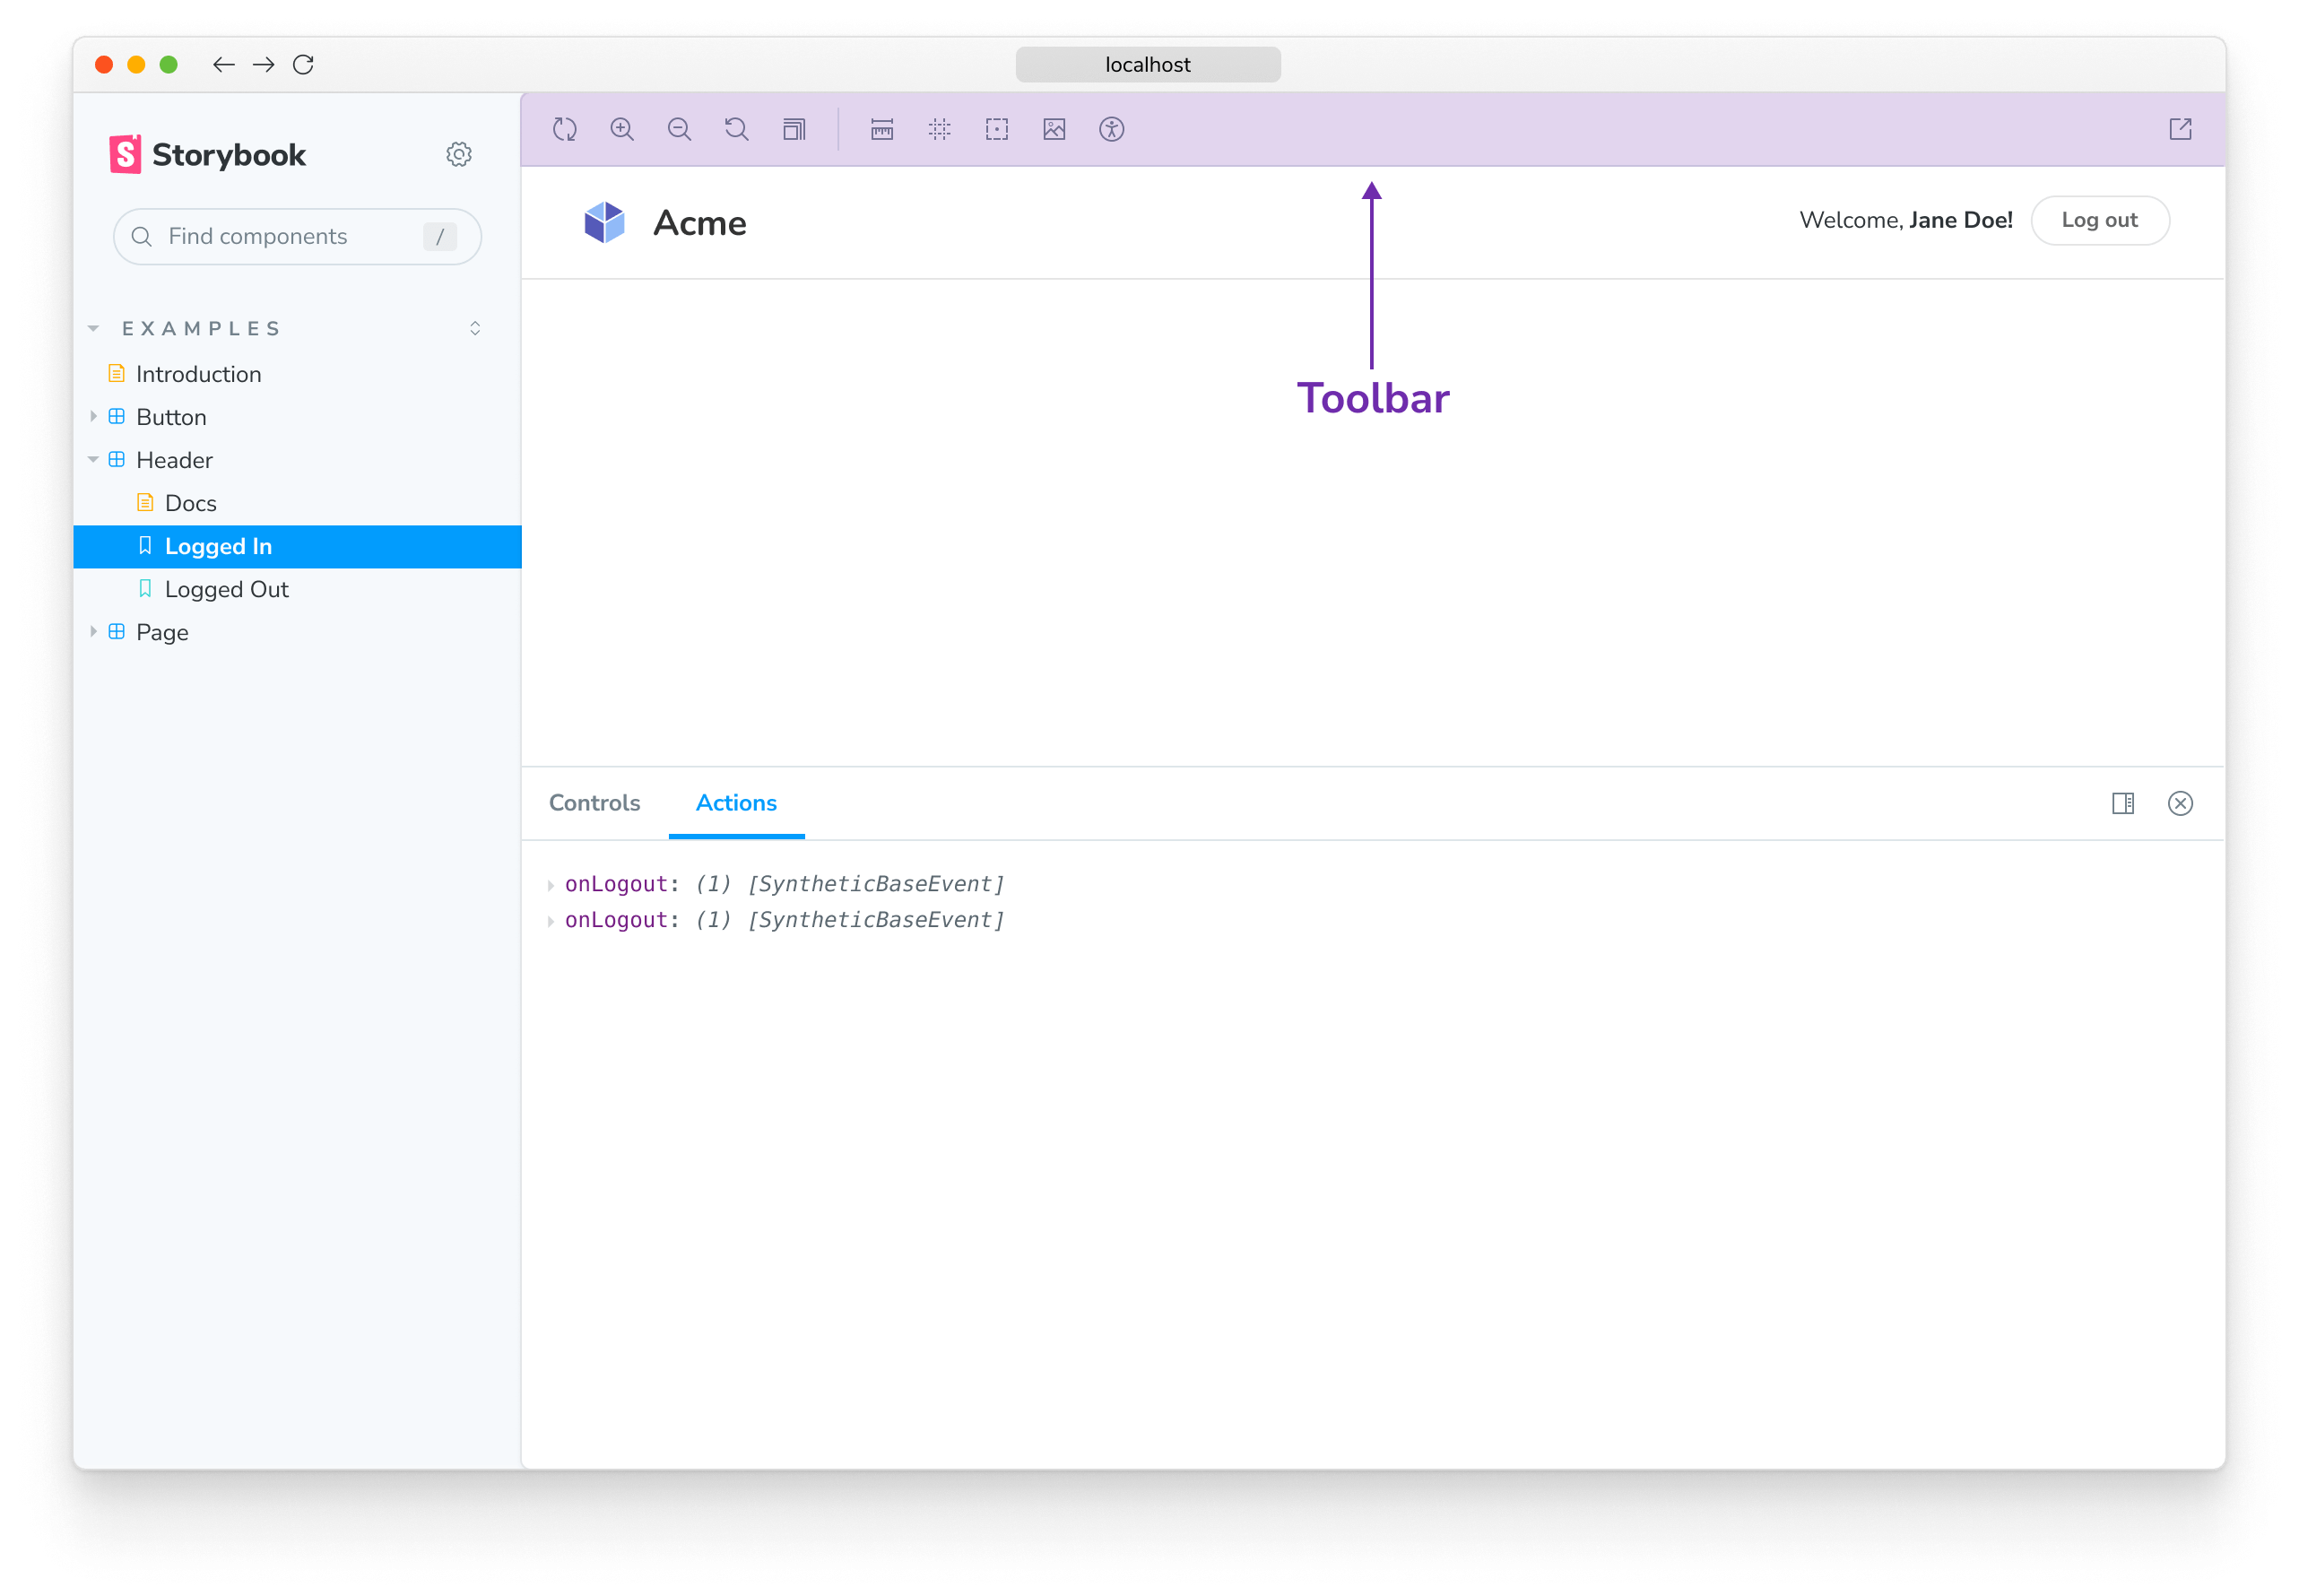 localhost
Storybook
Find components /
EXAMPLES
Introduction
Button
Header
Docs
Logged In
Logged Out
Page
Acme
Welcome, Jane Doe! Log out
Toolbar
Controls Actions
onLogout: (1) [SyntheticBaseEvent]
onLogout: (1) [SyntheticBaseEvent]